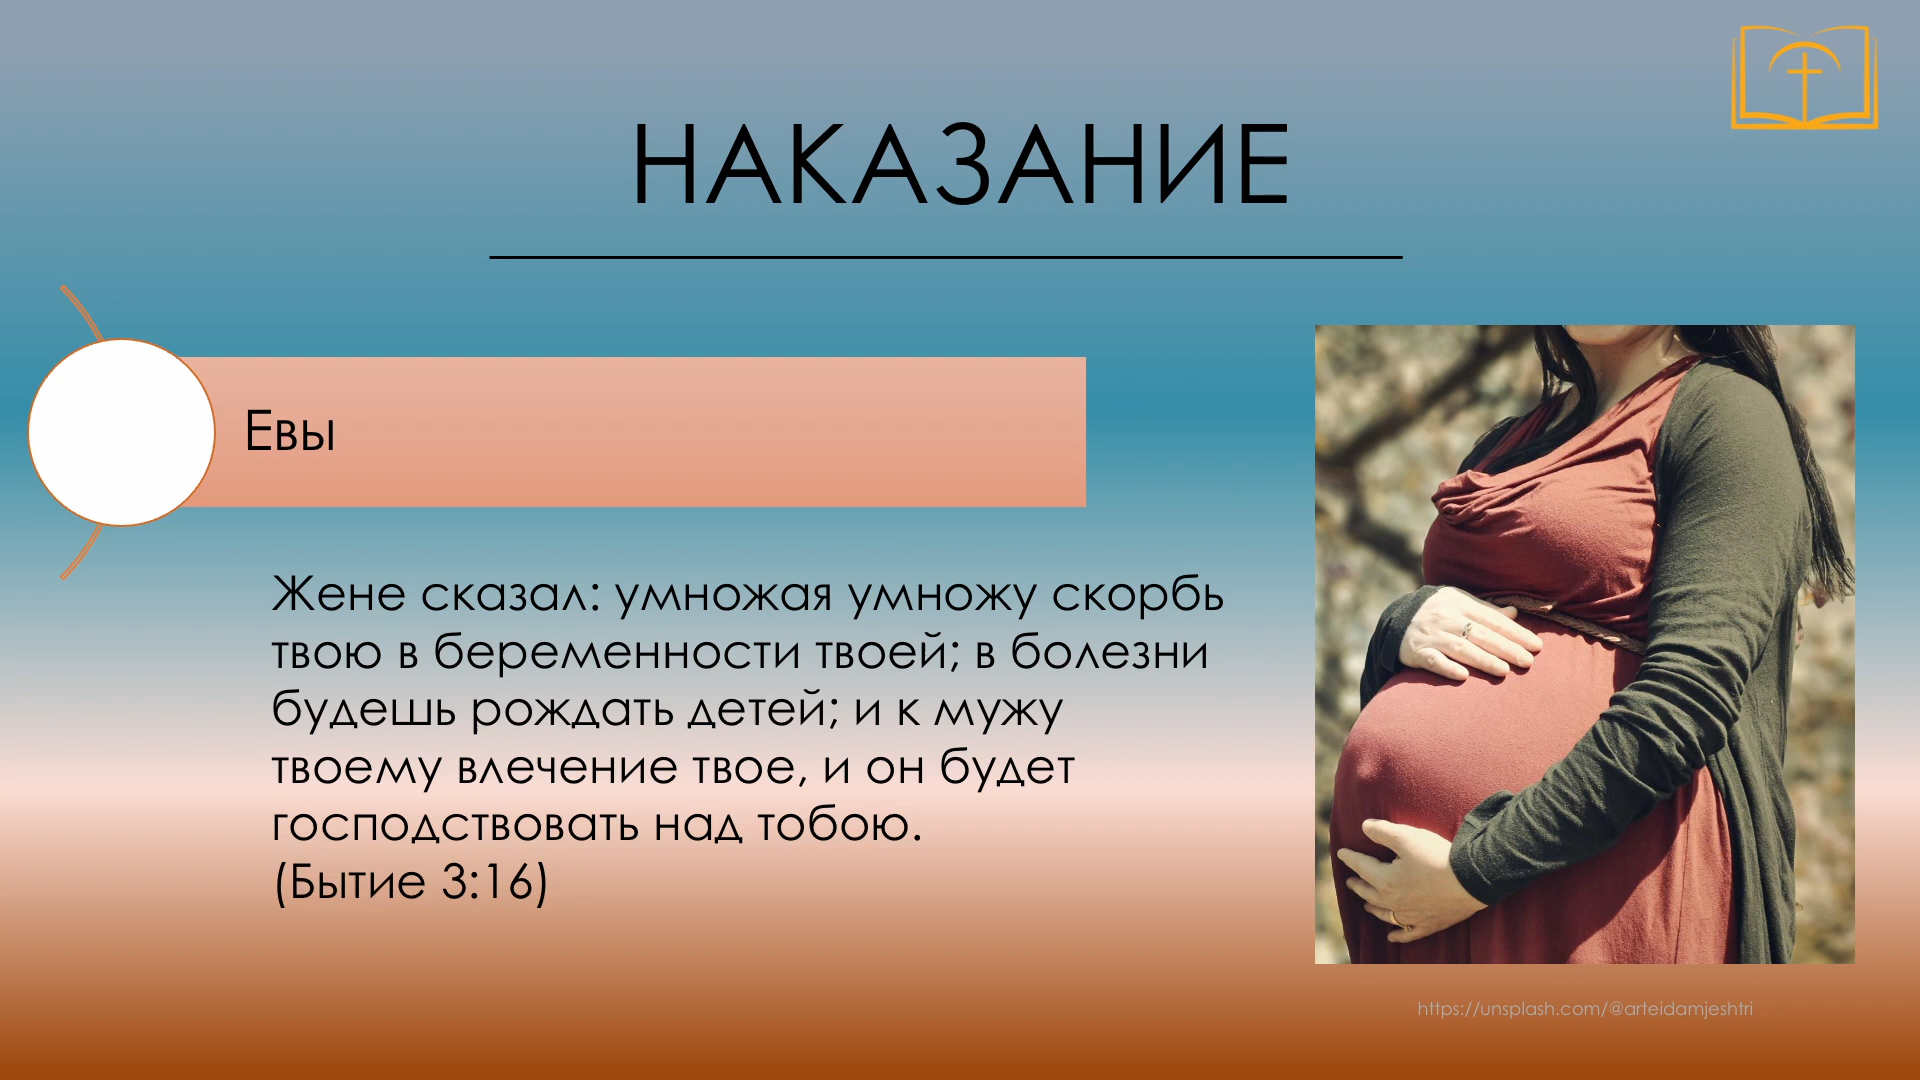 НАКАЗАНИЕ
Евы
Жене сказал: умножая умножу скорбь
твою в беременности твоей; в болезни
будешь рождать детей; и к мужу
твоему влечение твое, и он будет
господствовать над тобою.
(Бытие 3:16)
https://unsplash.com/@arteidamjeshtri